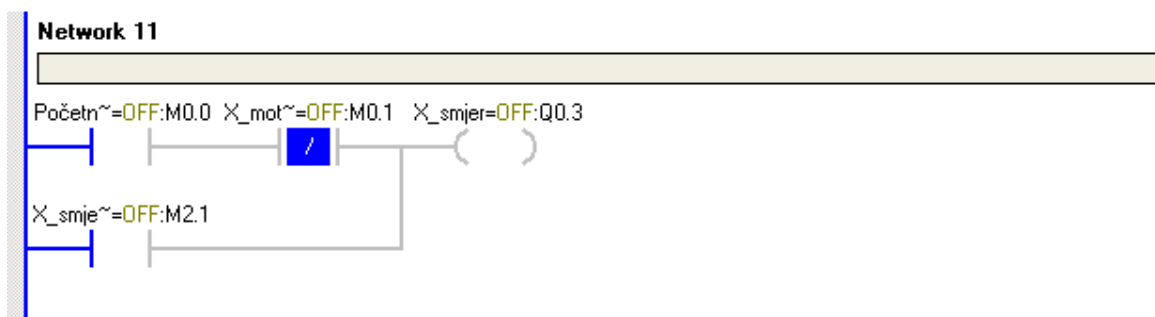 Network 11
Početn~=OFF:M0.0 X_mot~=OFF:M0.1 X_smjer=OFF:Q0.3
/
X_smje~=OFF:M2.1